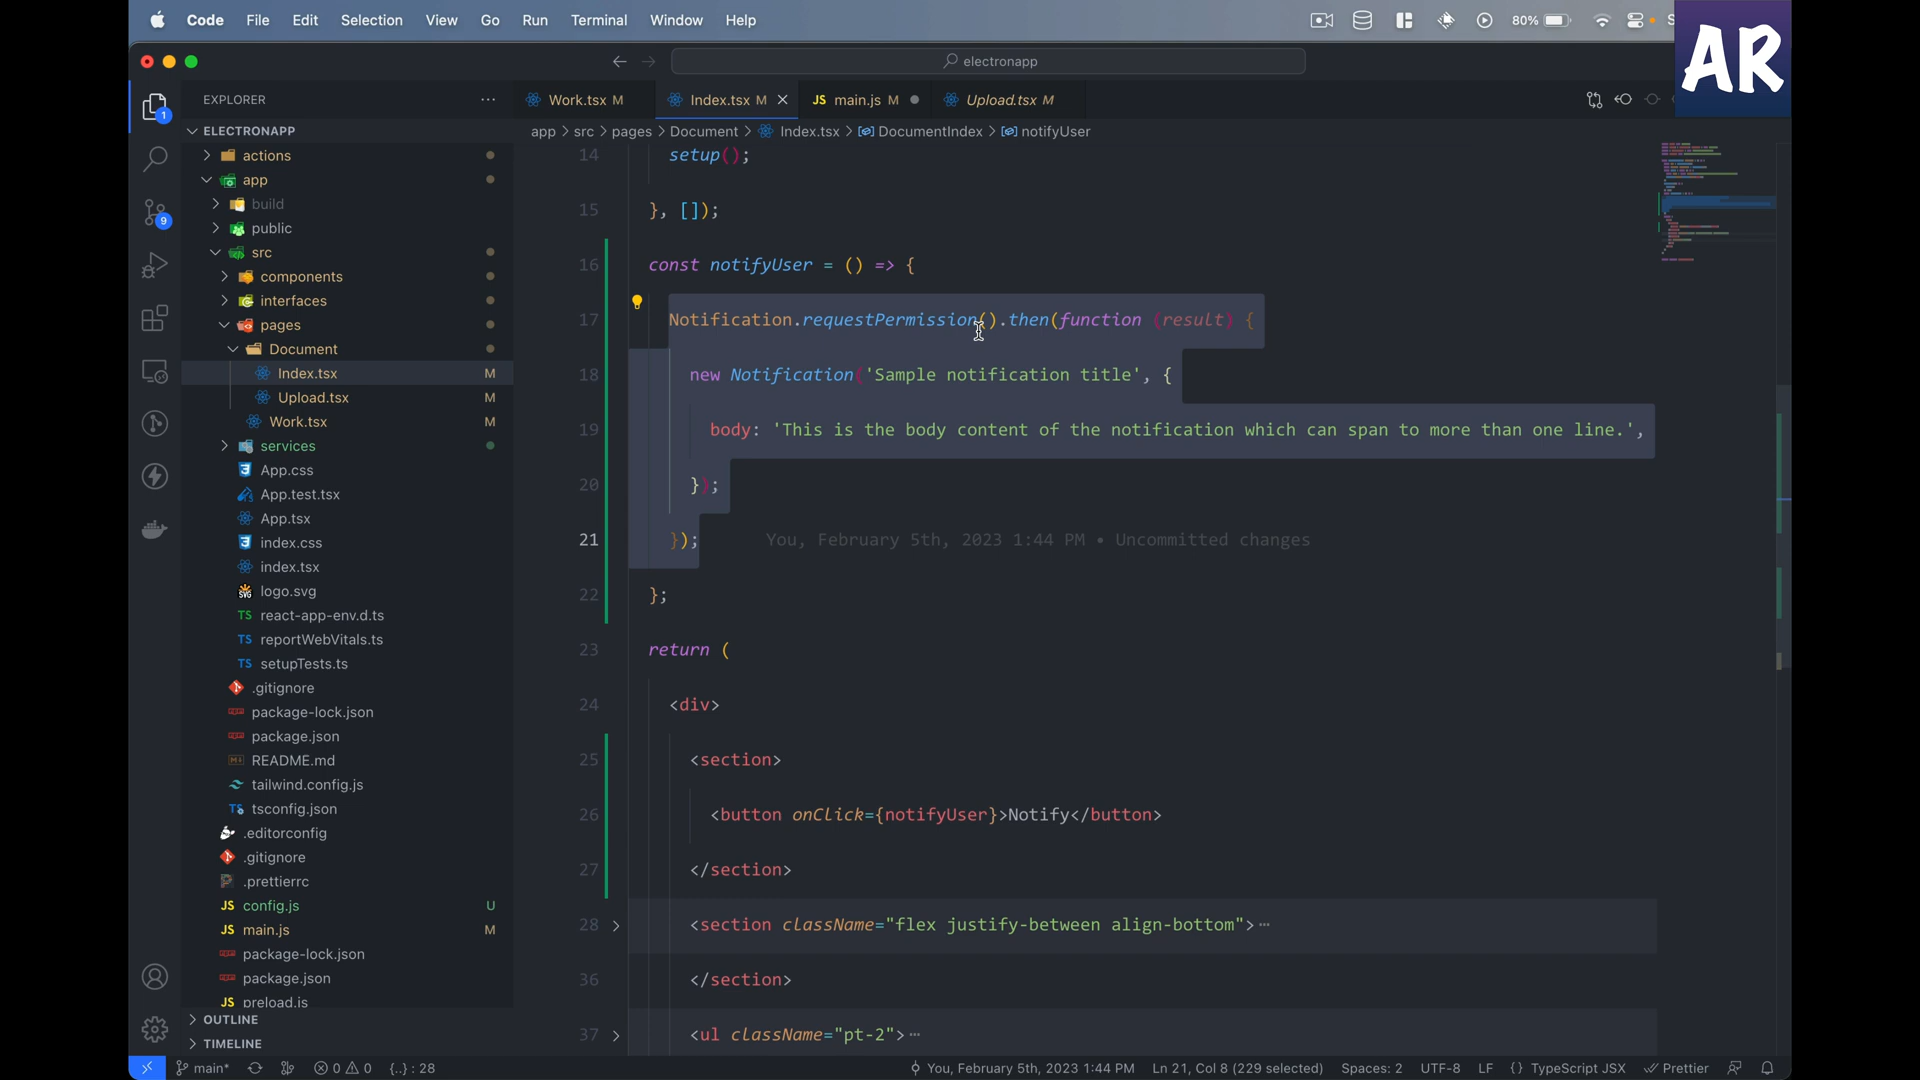 Code File Edit Selection View Go Run Terminal Window Help 80%
AR
electronapp
EXPLORER
Work.tsx M
Index.tsx M
JS main.js M
Upload.tsx M
app > src > pages > Document > Index.tsx > DocumentIndex > notifyUser
ELECTRONAPP
actions
app
build
public
src
components
interfaces
pages
Document
Index.tsx M
Upload.tsx M
Work.tsx M
services
App.css
App.test.tsx
App.tsx
index.css
index.tsx
logo.svg
TS react-app-env.d.ts
TS reportWebVitals.ts
TS setupTests.ts
.gitignore
package-lock.json
package.json
README.md
tailwind.config.js
tsconfig.json
.editorconfig
.gitignore
.prettierrc
JS config.js U
JS main.js M
package-lock.json
package.json
JS preload.js
OUTLINE
TIMELINE
1
9
14 setup();
15 }, []);
16 const notifyUser = () => {
17 Notification.requestPermission().then(function (result) {
18 new Notification('Sample notification title', {
19 body: 'This is the body content of the notification which can span to more than one line.',
20 });
21 }); You, February 5th, 2023 1:44 PM • Uncommitted changes
22 };
23 return (
24 <div>
25 <section>
26 <button onClick={notifyUser}>Notify</button>
27 </section>
28 <section className="flex justify-between align-bottom">⋯
36 </section>
37 <ul className="pt-2">⋯
main* 0 0 {..} : 28 You, February 5th, 2023 1:44 PM Ln 21, Col 8 (229 selected) Spaces: 2 UTF-8 LF {} TypeScript JSX Prettier